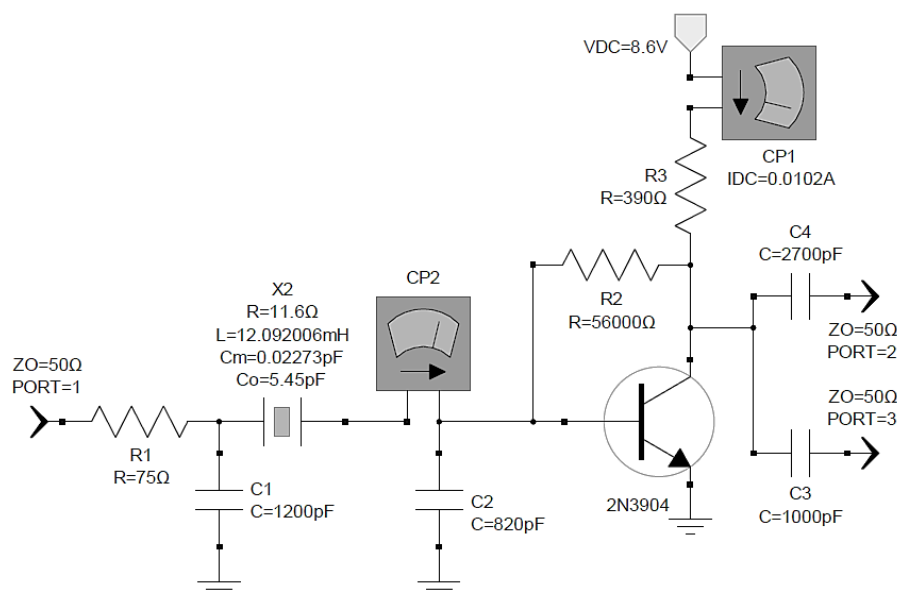 VDC=8.6V
CP1
IDC=0.0102A
R3
R=390Ω
C4
C=2700pF
CP2
X2
R=11.6Ω
L=12.092006mH
Cm=0.02273pF
Co=5.45pF
R2
R=56000Ω
ZO=50Ω
PORT=2
ZO=50Ω
PORT=1
ZO=50Ω
PORT=3
R1
R=75Ω
C1
C=1200pF
C2
C=820pF
2N3904
C3
C=1000pF